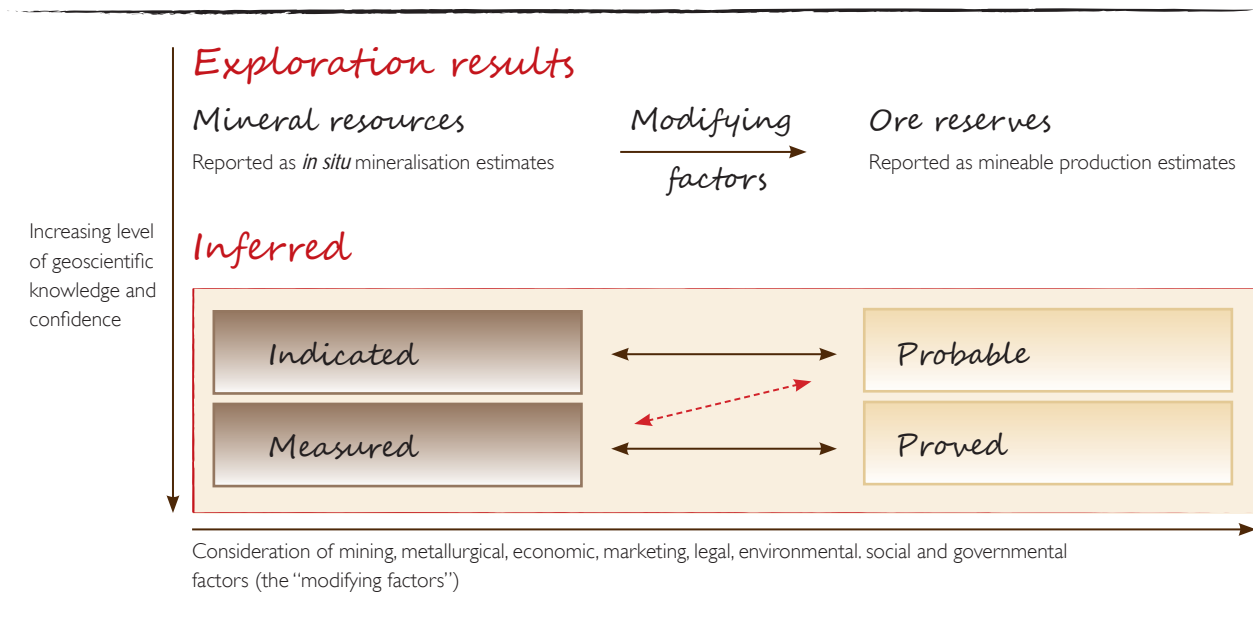 Exploration results
Mineral resources
Reported as in situ mineralisation estimates
Modifying
factors
Ore reserves
Reported as mineable production estimates
Increasing level
of geoscientific
knowledge and
confidence
Inferred
Indicated
Probable
Measured
Proved
Consideration of mining, metallurgical, economic, marketing, legal, environmental. social and governmental
factors (the “modifying factors”)